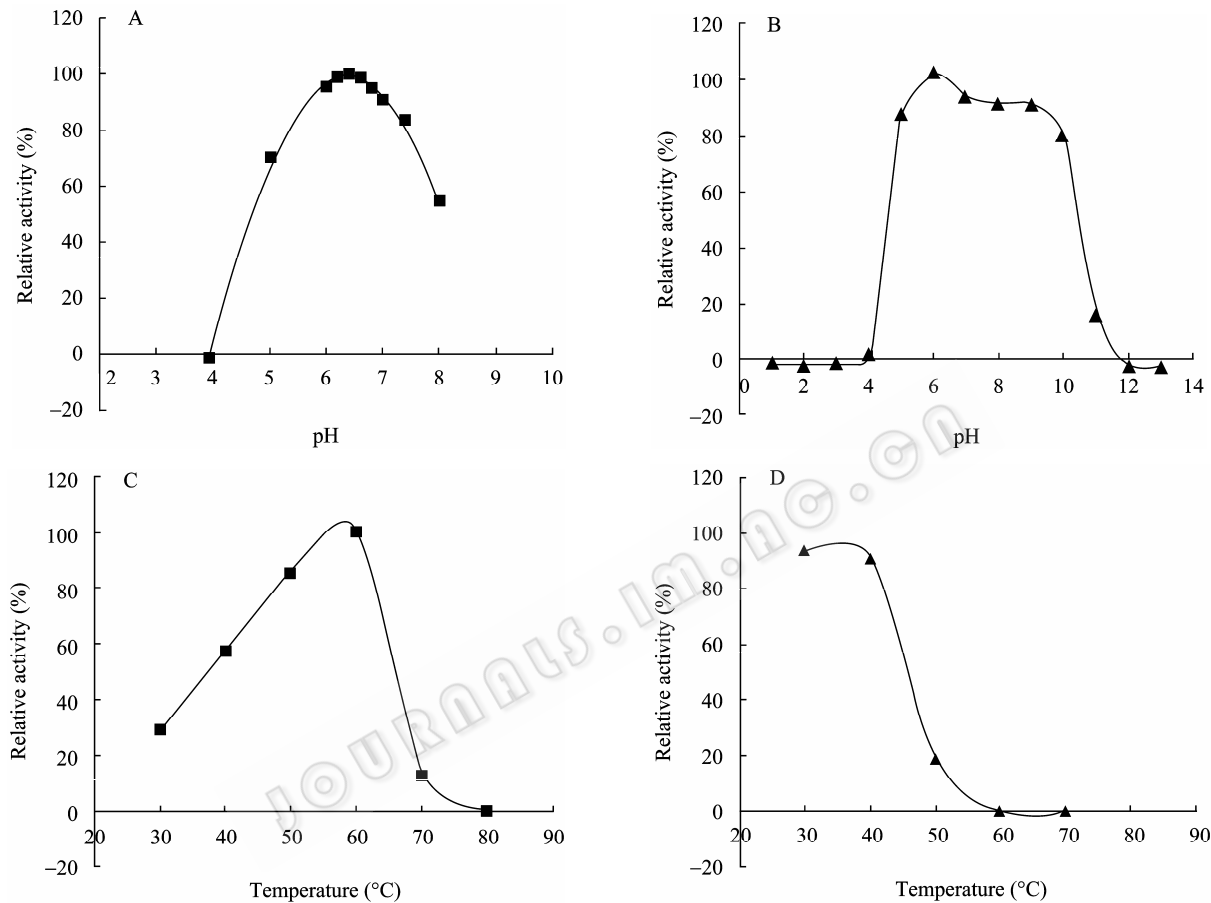 A
120
100
80
60
40
20
0
–20
2 3 4 5 6 7 8 9 10
Relative activity (%)
pH
B
120
100
80
60
40
20
0
–20
0 2 4 6 8 10 12 14
Relative activity (%)
pH
C
120
100
80
60
40
20
0
–20
20 30 40 50 60 70 80 90
Relative activity (%)
Temperature (°C)
D
120
100
80
60
40
20
0
–20
20 30 40 50 60 70 80 90
Relative activity (%)
Temperature (°C)
JOURNALS.IM.AC.CN